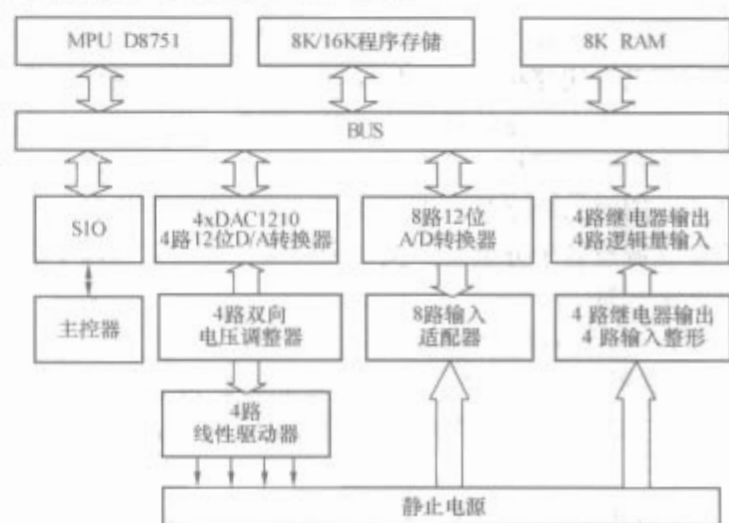 MPU D8751
8K/16K程序存储
8K RAM
BUS
SIO
4xDAC1210
4路12位D/A转换器
8路12位
A/D转换器
4路继电器输出
4路逻辑量输入
主控器
4路双向
电压调整器
8路输入
适配器
4路继电器输出
4路输入整形
4路
线性驱动器
静止电源